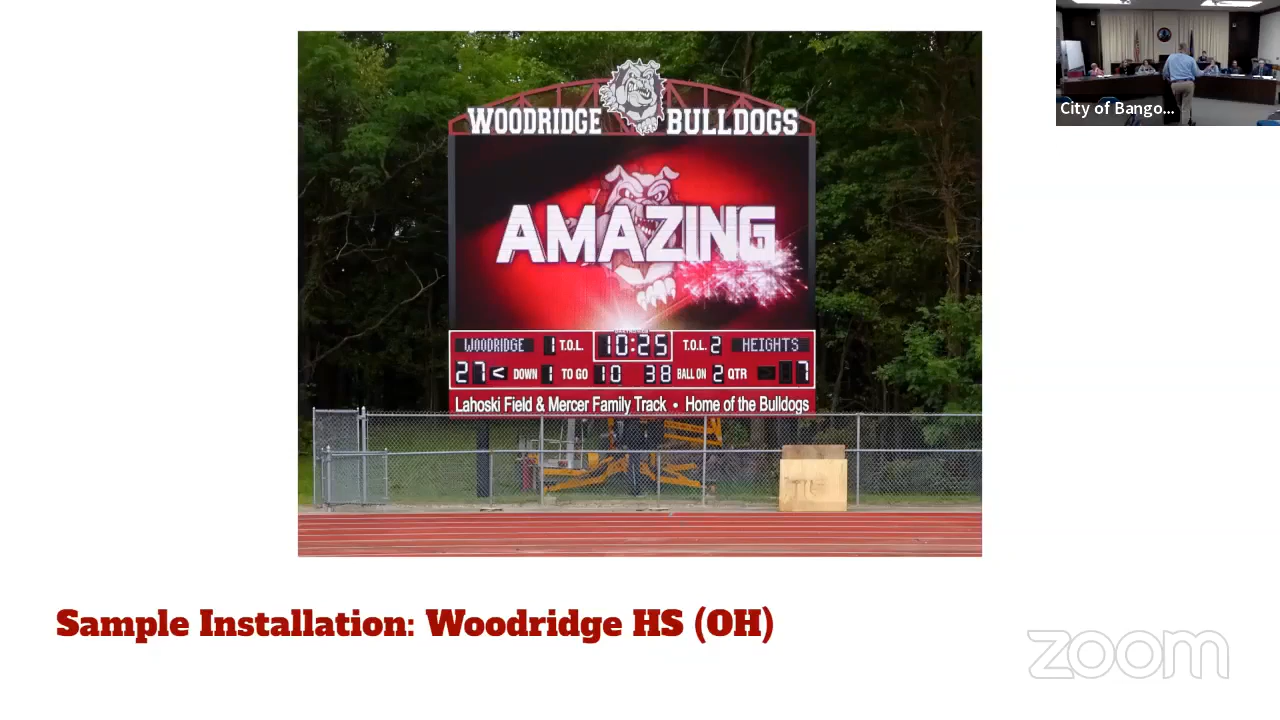 City of Bango...
WOODRIDGE BULLDOGS
AMAZING
WOODRIDGE 1 T.O.L. 10:25 T.O.L. 2 HEIGHTS
27 < DOWN 1 TO GO 10 38 BALL ON 2 QTR 7
Lahoski Field & Mercer Family Track • Home of the Bulldogs
Sample Installation: Woodridge HS (OH)
zoom